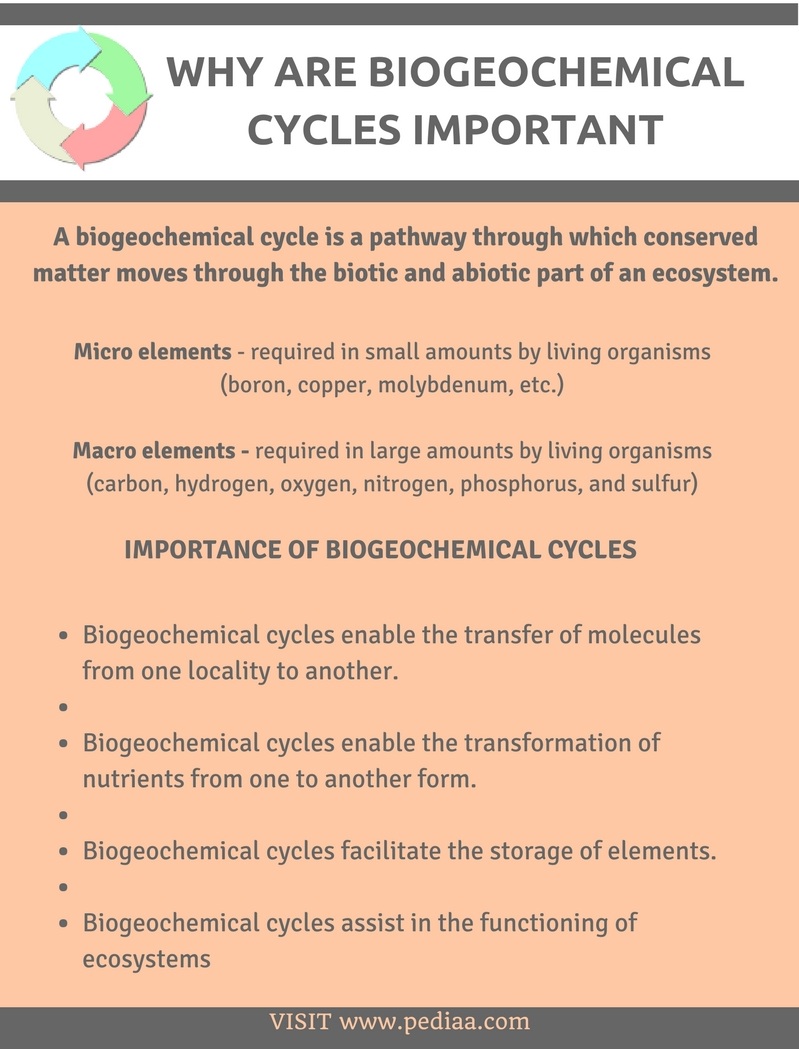 WHY ARE BIOGEOCHEMICAL
CYCLES IMPORTANT
A biogeochemical cycle is a pathway through which conserved
matter moves through the biotic and abiotic part of an ecosystem.
Micro elements - required in small amounts by living organisms
(boron, copper, molybdenum, etc.)
Macro elements - required in large amounts by living organisms
(carbon, hydrogen, oxygen, nitrogen, phosphorus, and sulfur)
IMPORTANCE OF BIOGEOCHEMICAL CYCLES
• Biogeochemical cycles enable the transfer of molecules
from one locality to another.
•
• Biogeochemical cycles enable the transformation of
nutrients from one to another form.
•
• Biogeochemical cycles facilitate the storage of elements.
•
• Biogeochemical cycles assist in the functioning of
ecosystems
VISIT www.pediaa.com